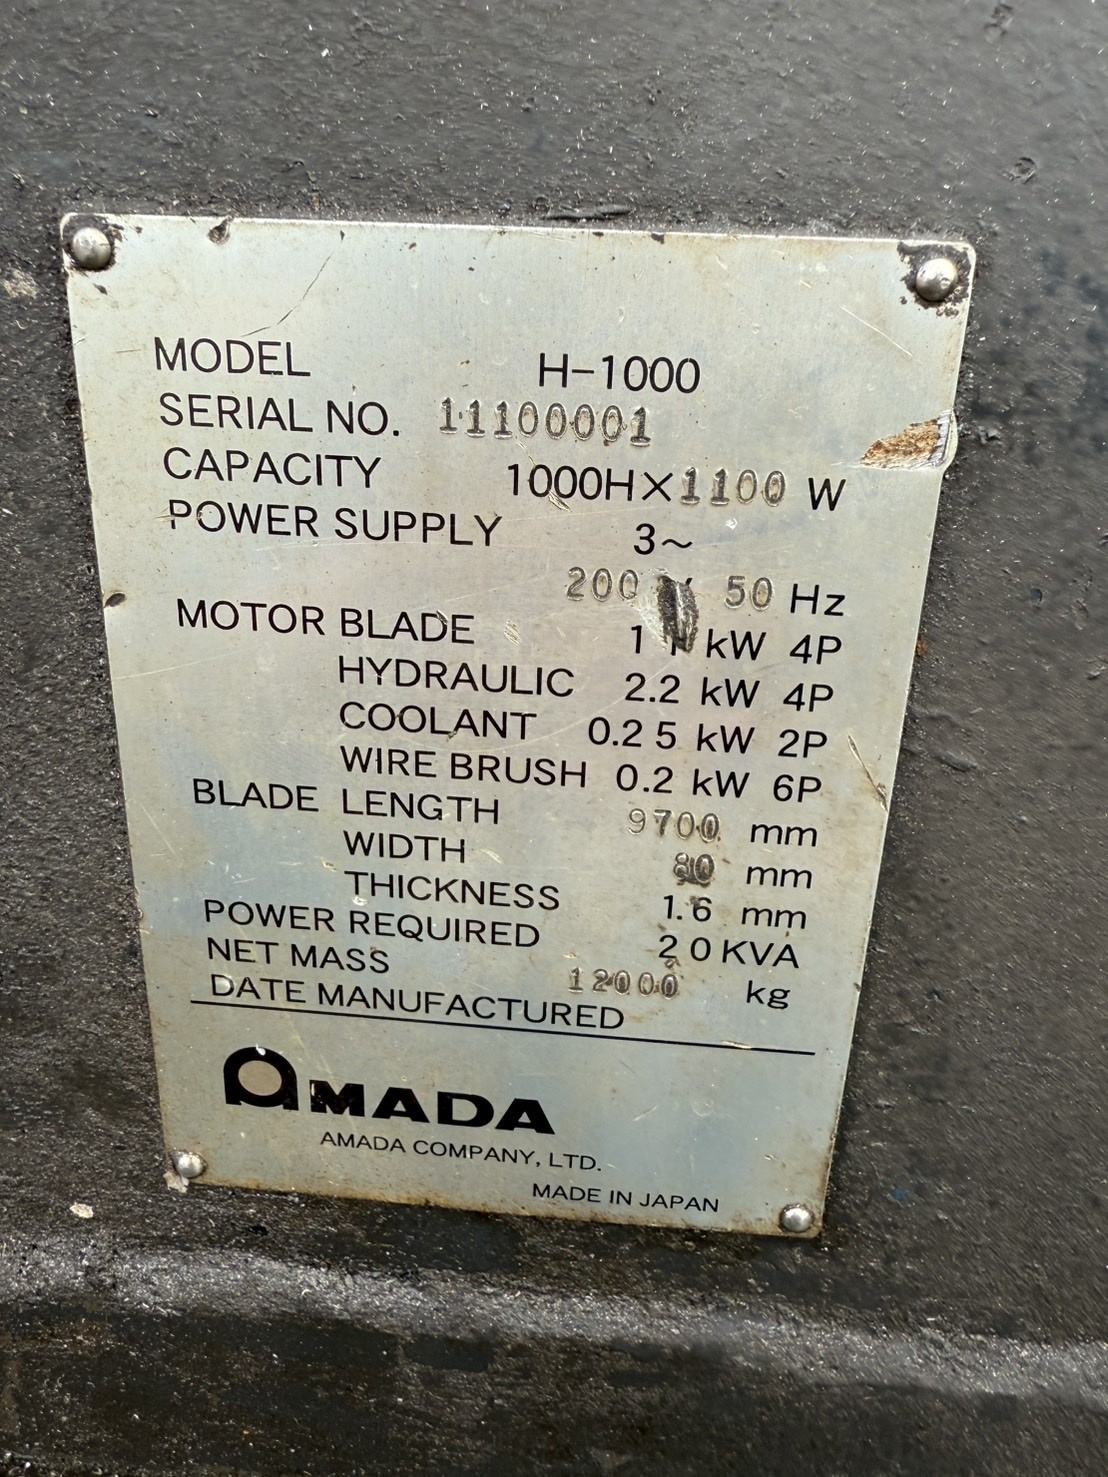 MODEL H-1000
SERIAL NO. 11100001
CAPACITY 1000H×1100 W
POWER SUPPLY 3~
200 V 50 Hz
MOTOR BLADE 11 kW 4P
HYDRAULIC 2.2 kW 4P
COOLANT 0.25 kW 2P
WIRE BRUSH 0.2 kW 6P
BLADE LENGTH 9700 mm
WIDTH 80 mm
THICKNESS 1.6 mm
POWER REQUIRED 20KVA
NET MASS 12000 kg
DATE MANUFACTURED
AMADA
AMADA COMPANY, LTD.
MADE IN JAPAN